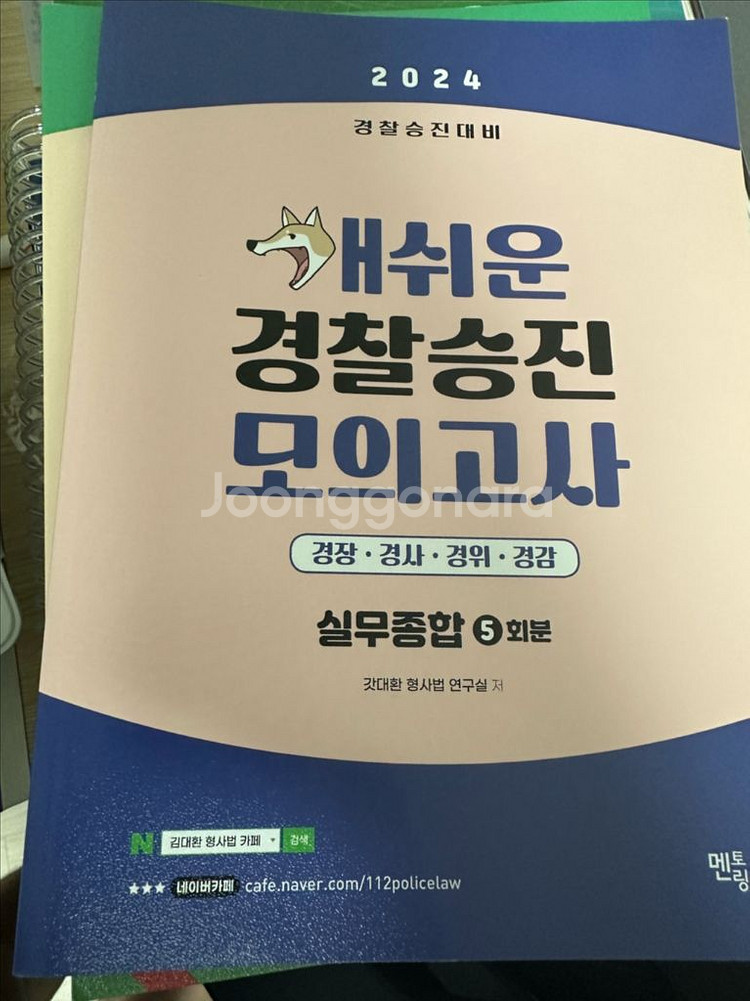 2024
경찰승진대비
개쉬운
경찰승진
모의고사
Joonggonara
경장·경사·경위·경감
실무종합 5회분
갓대환 형사법 연구실 저
N 김대환 형사법 카페 검색
★★★ 네이버카페 cafe.naver.com/112policelaw
멘토링